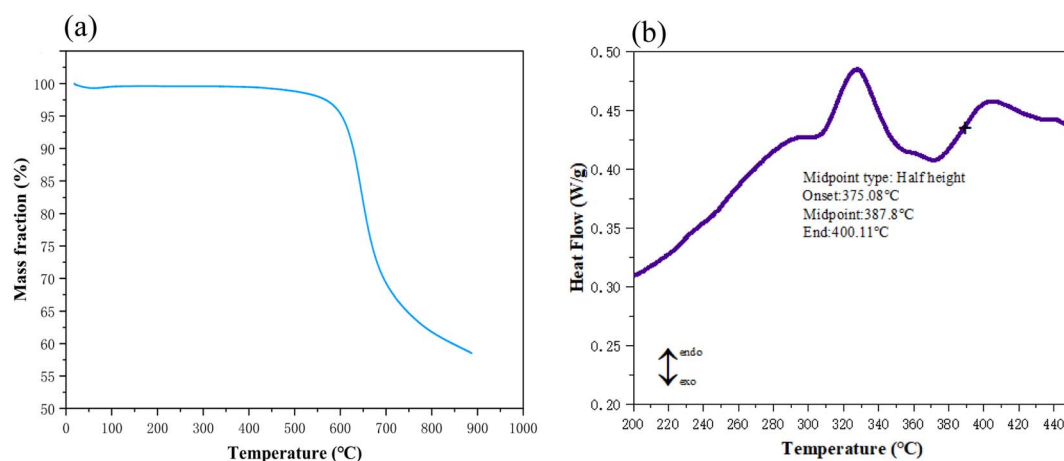 (a)
Mass fraction (%)
100
95
90
85
80
75
70
65
60
55
50
0 100 200 300 400 500 600 700 800 900 1000
Temperature (℃)
(b)
Heat Flow (W/g)
0.50
0.45
0.40
0.35
0.30
0.25
0.20
Midpoint type: Half height
Onset:375.08℃
Midpoint:387.8℃
End:400.11℃
endo
exo
200 220 240 260 280 300 320 340 360 380 400 420 440
Temperature (℃)